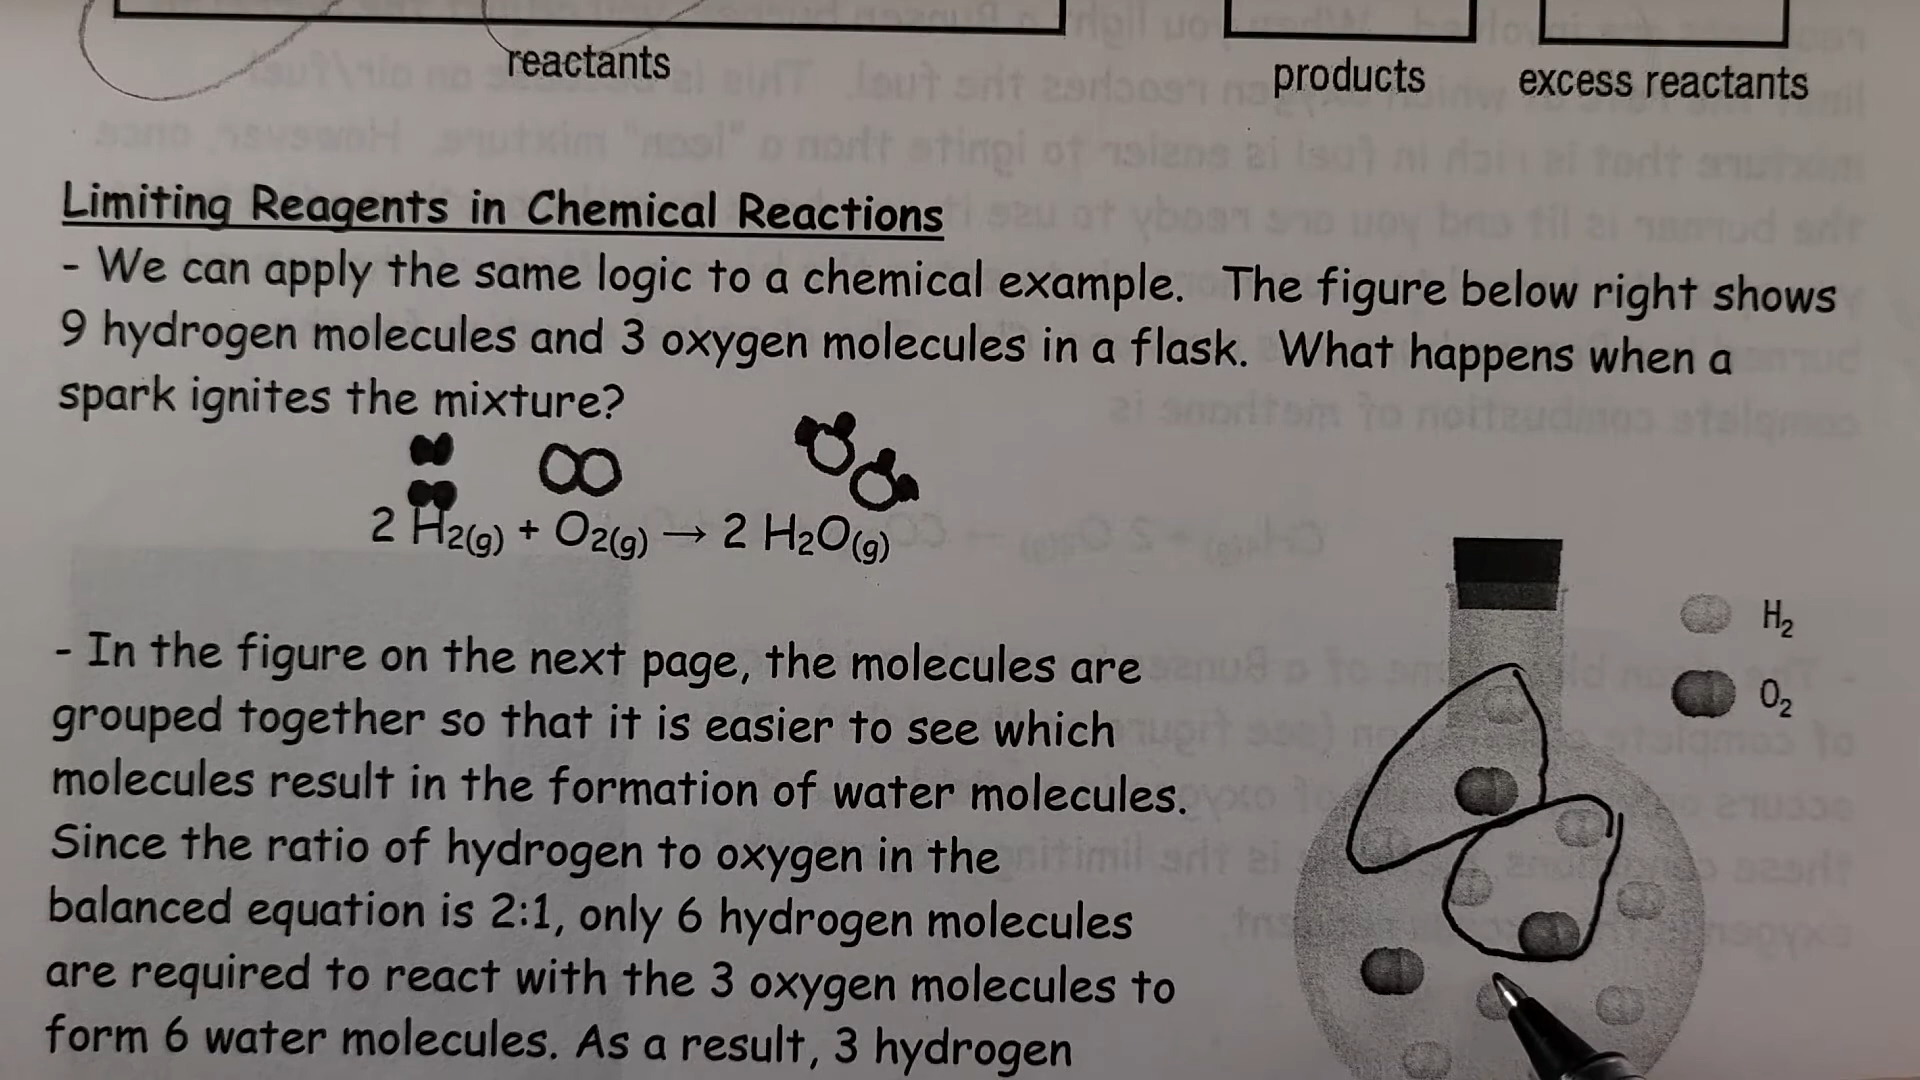 reactants
products
excess reactants
Limiting Reagents in Chemical Reactions
- We can apply the same logic to a chemical example. The figure below right shows
9 hydrogen molecules and 3 oxygen molecules in a flask. What happens when a
spark ignites the mixture?
2 H2(g) + O2(g) → 2 H2O(g)
H2
O2
- In the figure on the next page, the molecules are
grouped together so that it is easier to see which
molecules result in the formation of water molecules.
Since the ratio of hydrogen to oxygen in the
balanced equation is 2:1, only 6 hydrogen molecules
are required to react with the 3 oxygen molecules to
form 6 water molecules. As a result, 3 hydrogen